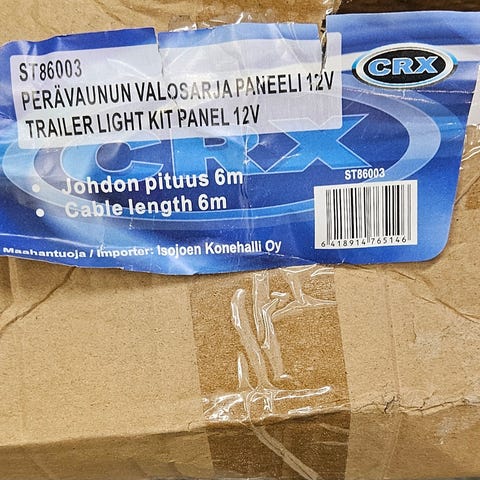 ST86003
PERÄVAUNUN VALOSARJA PANEELI 12V
TRAILER LIGHT KIT PANEL 12V
CRX
CRX
ST86003
• Johdon pituus 6m
• Cable length 6m
6 418914 765146
Maahantuoja / Importer: Isojoen Konehalli Oy